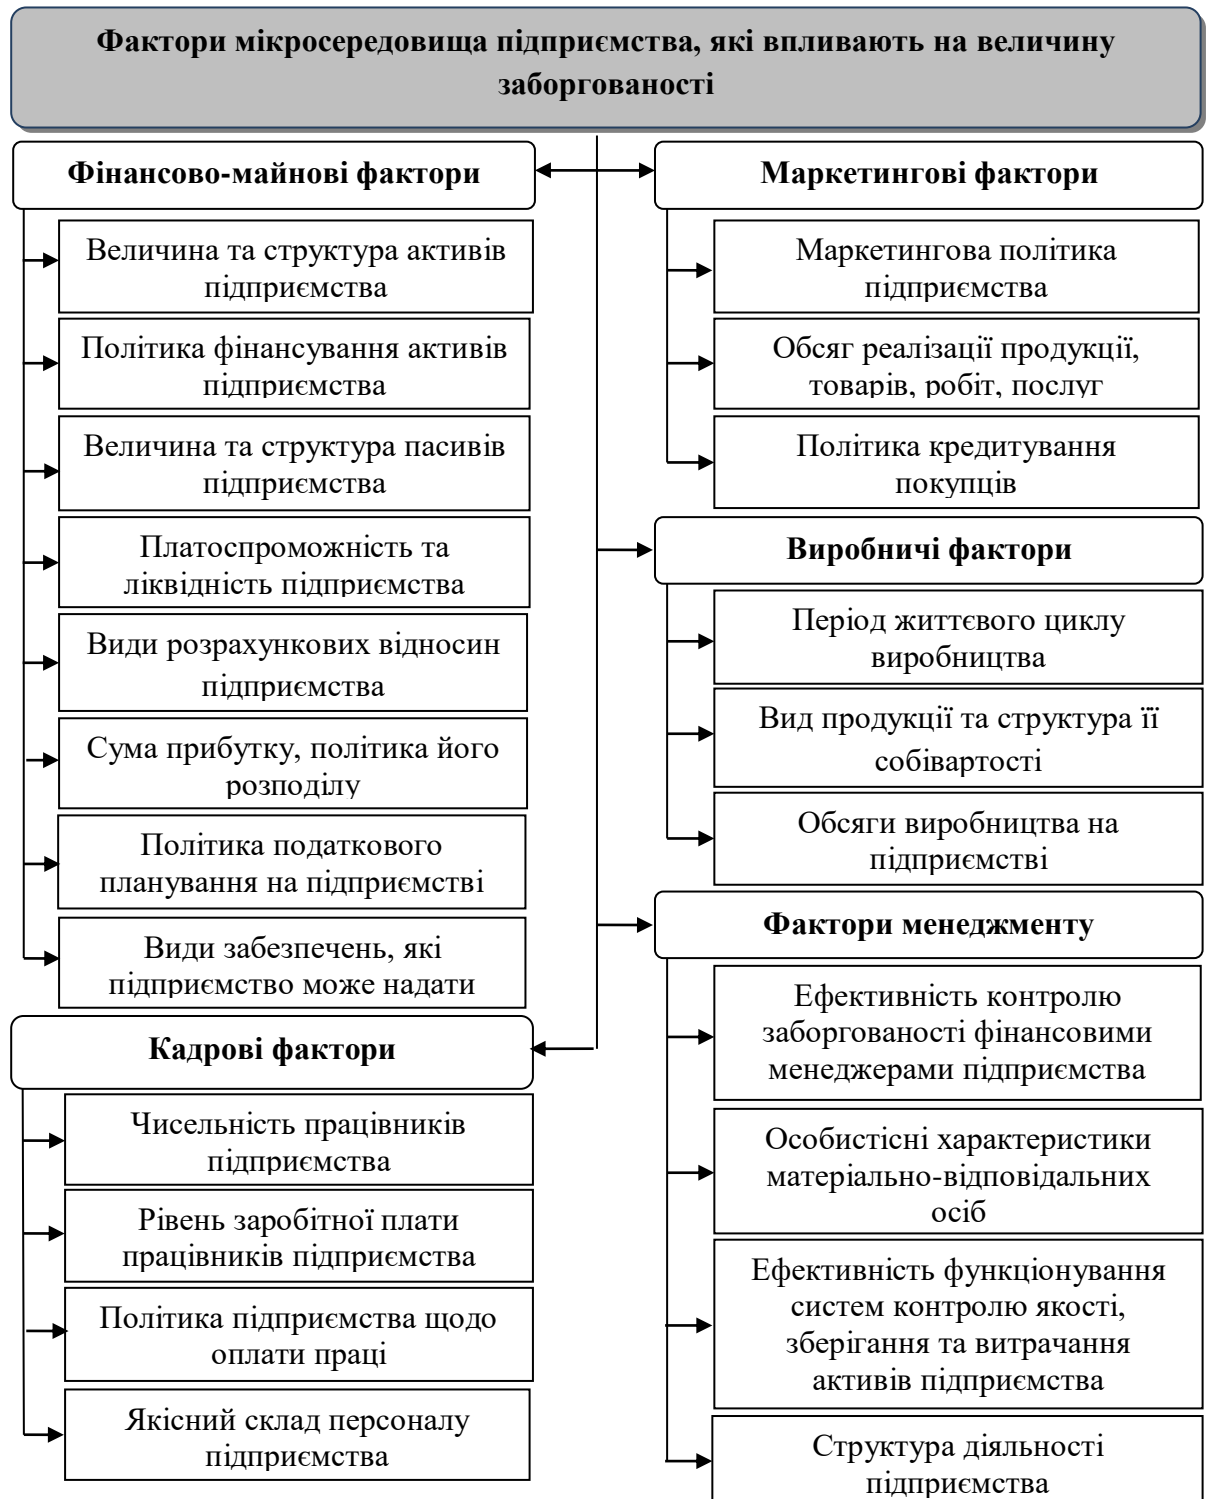 Фактори мікросередовища підприємства, які впливають на величину
заборгованості
Фінансово-майнові фактори
Величина та структура активів
підприємства
Політика фінансування активів
підприємства
Величина та структура пасивів
підприємства
Платоспроможність та
ліквідність підприємства
Види розрахункових відносин
підприємства
Сума прибутку, політика його
розподілу
Політика податкового
планування на підприємстві
Види забезпечень, які
підприємство може надати
Кадрові фактори
Чисельність працівників
підприємства
Рівень заробітної плати
працівників підприємства
Політика підприємства щодо
оплати праці
Якісний склад персоналу
підприємства
Маркетингові фактори
Маркетингова політика
підприємства
Обсяг реалізації продукції,
товарів, робіт, послуг
Політика кредитування
покупців
Виробничі фактори
Період життєвого циклу
виробництва
Вид продукції та структура її
собівартості
Обсяги виробництва на
підприємстві
Фактори менеджменту
Ефективність контролю
заборгованості фінансовими
менеджерами підприємства
Особистісні характеристики
матеріально-відповідальних
осіб
Ефективність функціонування
систем контролю якості,
зберігання та витрачання
активів підприємства
Структура діяльності
підприємства